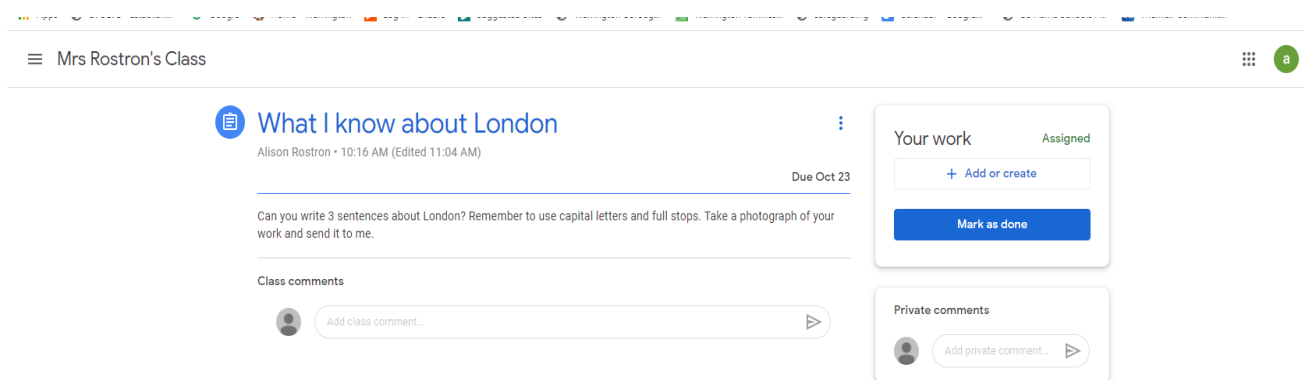 Mrs Rostron's Class
a
What I know about London
Alison Rostron • 10:16 AM (Edited 11:04 AM)
Due Oct 23
Can you write 3 sentences about London? Remember to use capital letters and full stops. Take a photograph of your
work and send it to me.
Class comments
Add class comment...
Your work
Assigned
+ Add or create
Mark as done
Private comments
Add private comment...